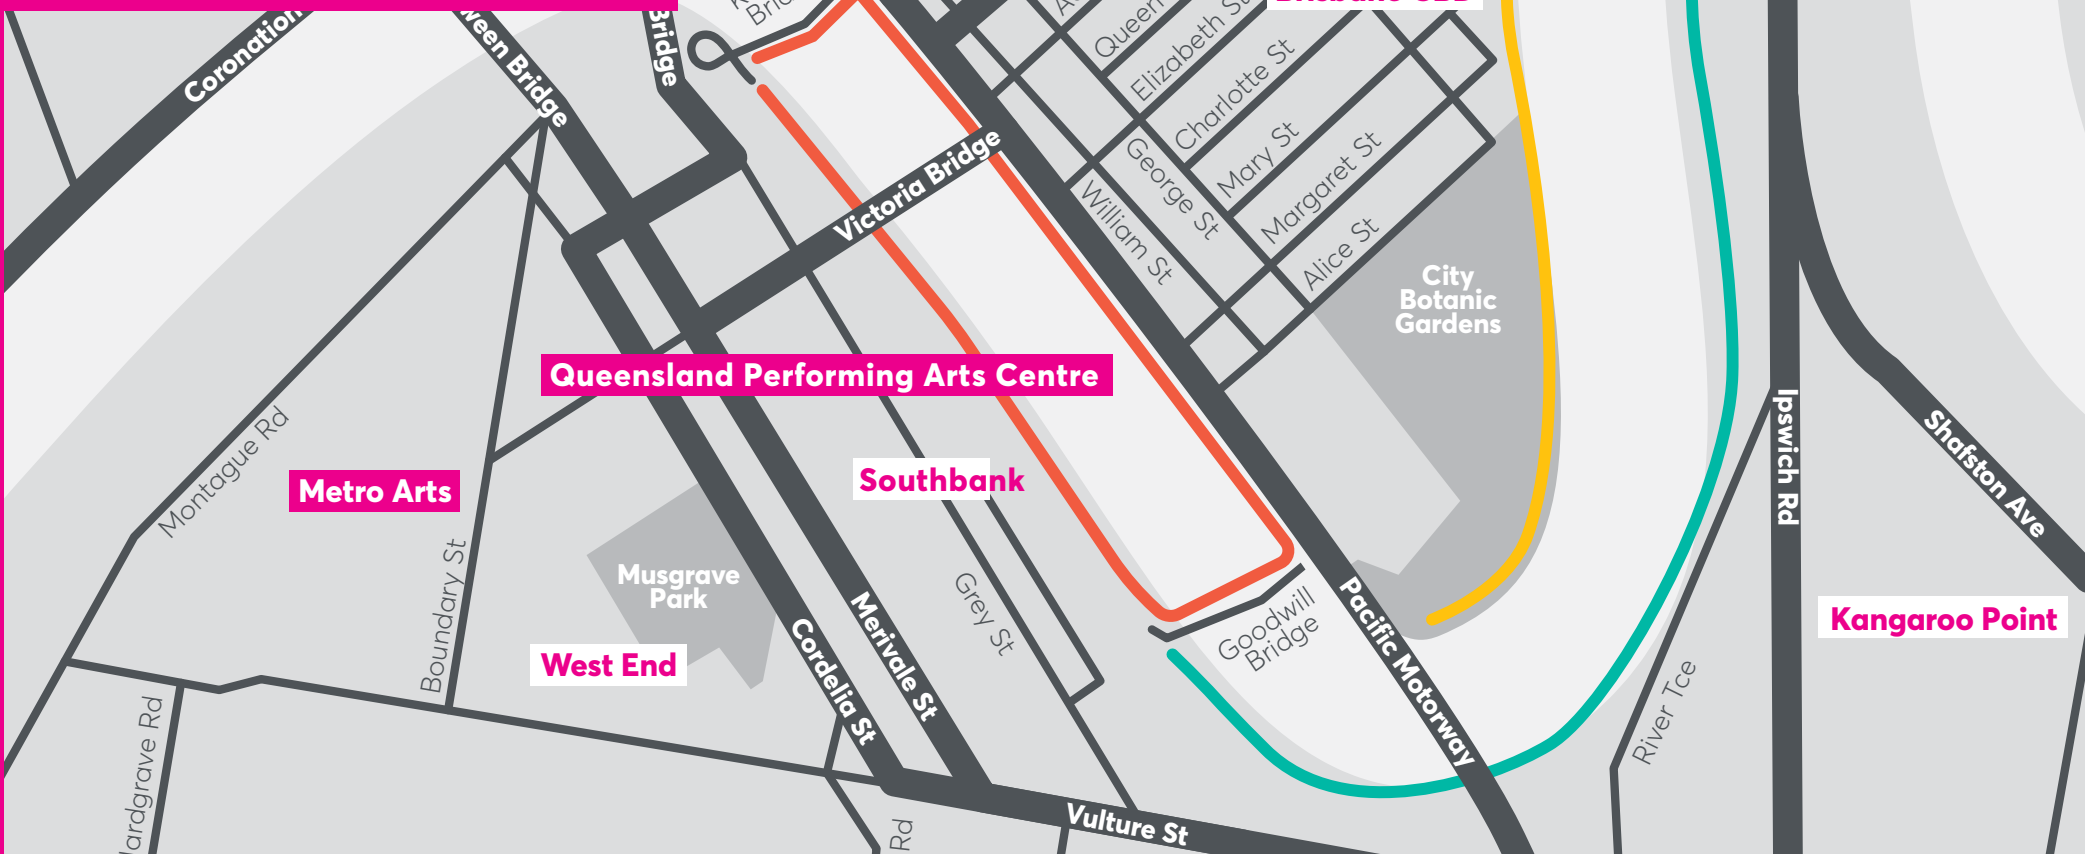 Coronation
Bridge
Queen
Elizabeth St
Charlotte St
Mary St
Margaret St
Alice St
George St
William St
Victoria Bridge
City
Botanic
Gardens
Queensland Performing Arts Centre
Metro Arts
Southbank
Montague Rd
Boundary St
Musgrave
Park
West End
Cordelia St
Merivale St
Grey St
Goodwill
Bridge
Pacific Motorway
Ipswich Rd
Shafston Ave
Kangaroo Point
River Tce
Vulture St
Rd
ween Bridge
ardgrave Rd